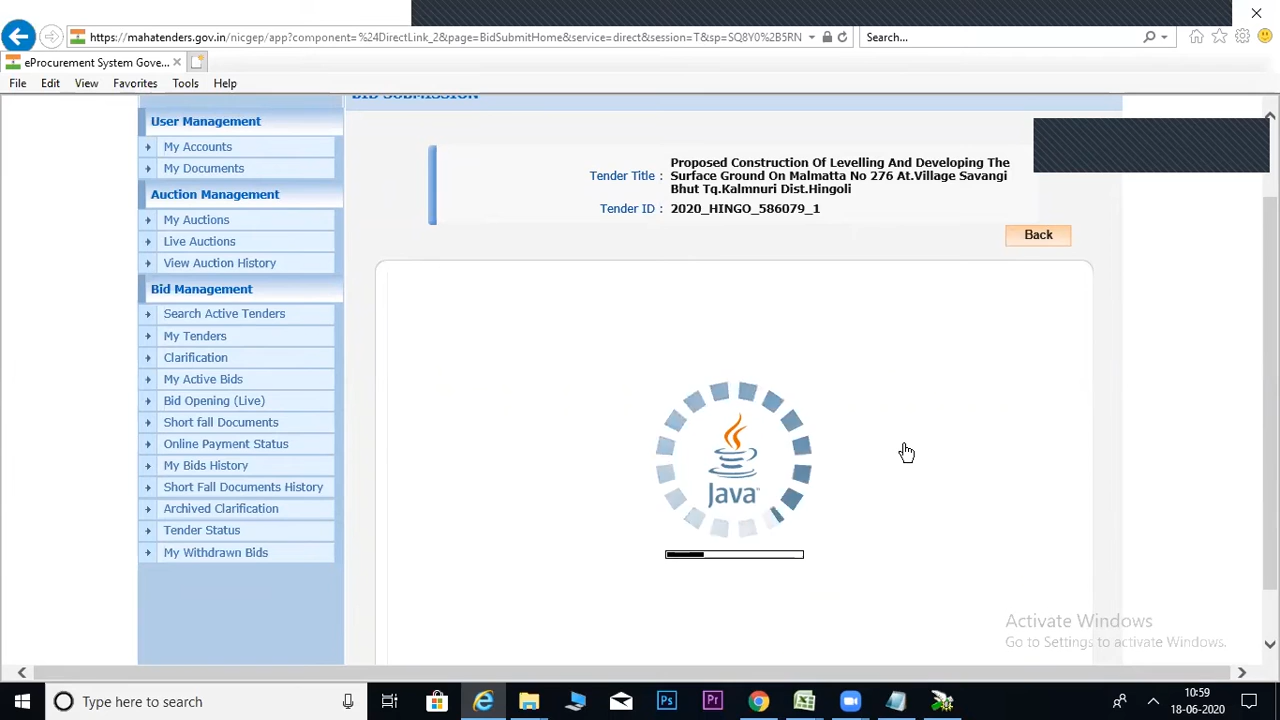 https://mahatenders.gov.in/nicgep/app?component=%24DirectLink_2&page=BidSubmitHome&service=direct&session=T&sp=SQ8Y0%2B5RN
Search...
eProcurement System Gove...
File Edit View Favorites Tools Help
BID SUBMISSION
User Management
My Accounts
My Documents
Auction Management
My Auctions
Live Auctions
View Auction History
Bid Management
Search Active Tenders
My Tenders
Clarification
My Active Bids
Bid Opening (Live)
Short fall Documents
Online Payment Status
My Bids History
Short Fall Documents History
Archived Clarification
Tender Status
My Withdrawn Bids
Tender Title :
Proposed Construction Of Levelling And Developing The
Surface Ground On Malmatta No 276 At.Village Savangi
Bhut Tq.Kalmnuri Dist.Hingoli
Tender ID : 2020_HINGO_586079_1
Back
Java™
Activate Windows
Go to Settings to activate Windows.
Type here to search
Ps
Pr
10:59
18-06-2020